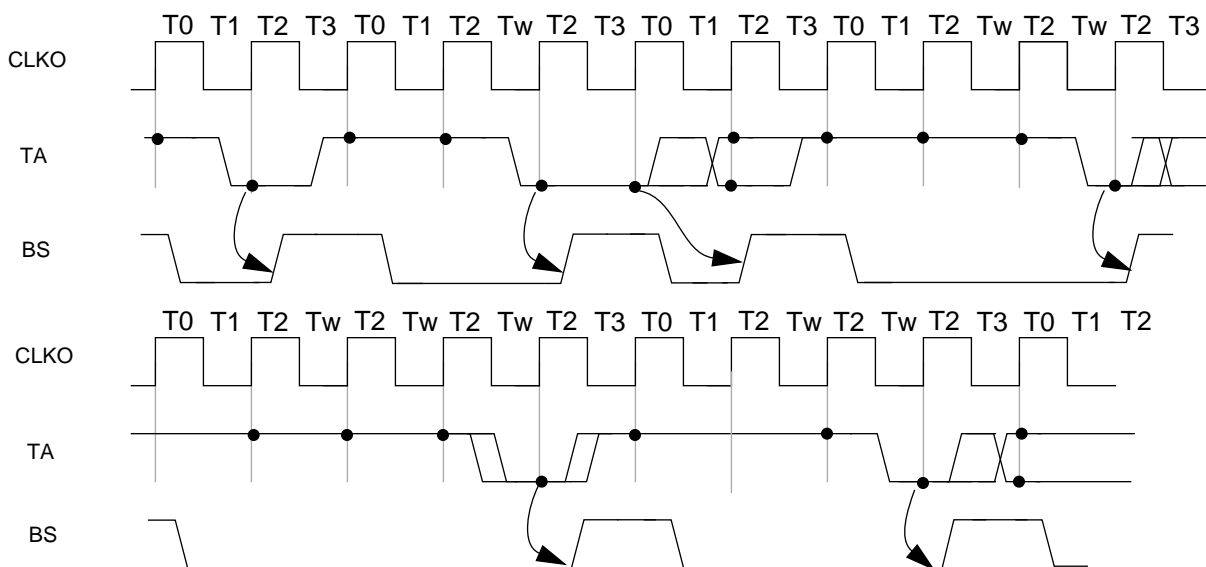 T0 T1 T2 T3 T0 T1 T2 Tw T2 T3 T0 T1 T2 T3 T0 T1 T2 Tw T2 Tw T2 T3
CLKO
TA
BS
T0 T1 T2 Tw T2 Tw T2 Tw T2 T3 T0 T1 T2 Tw T2 Tw T2 T3 T0 T1 T2
CLKO
TA
BS